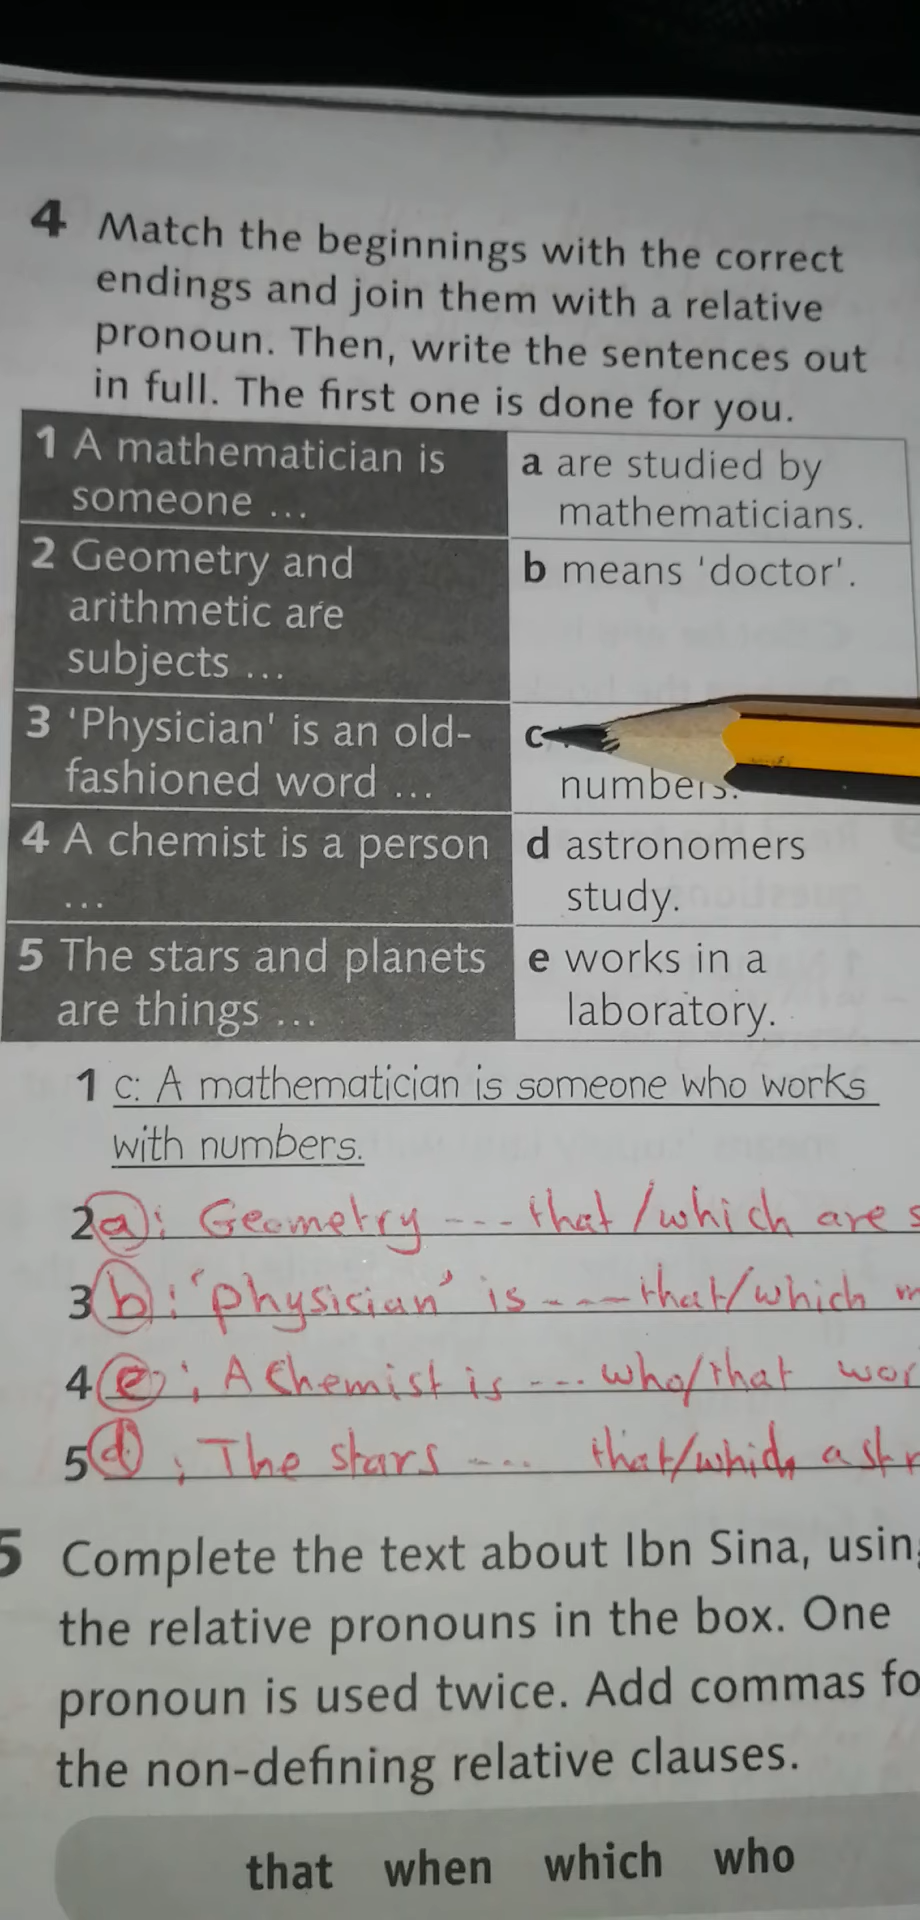 4 Match the beginnings with the correct
endings and join them with a relative
pronoun. Then, write the sentences out
in full. The first one is done for you.
1 A mathematician is
someone ...
a are studied by
mathematicians.
2 Geometry and
arithmetic are
subjects ...
b means 'doctor'.
3 'Physician' is an old-
fashioned word ...
c
numbers.
4 A chemist is a person
...
d astronomers
study.
5 The stars and planets
are things ...
e works in a
laboratory.
1 c: A mathematician is someone who works
with numbers.
2 a: Geometry --- that/which are
3 b: 'physician' is --- that/which
4 e: A Chemist is --- who/that
5 d: The stars --- that/which
5 Complete the text about Ibn Sina,
the relative pronouns in the box. One
pronoun is used twice. Add commas
the non-defining relative clauses.
that when which who